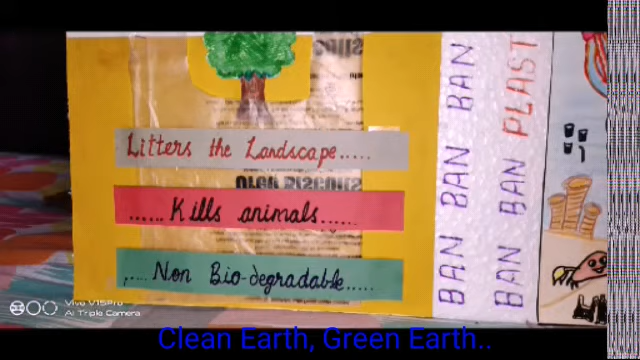 Litters the Landscape.....
...... Kills animals......
..... Non Bio-degradable.....
BAN BAN BAN
BAN BAN PLAST
Vivo V15Pro
AI Triple Camera
Clean Earth, Green Earth..